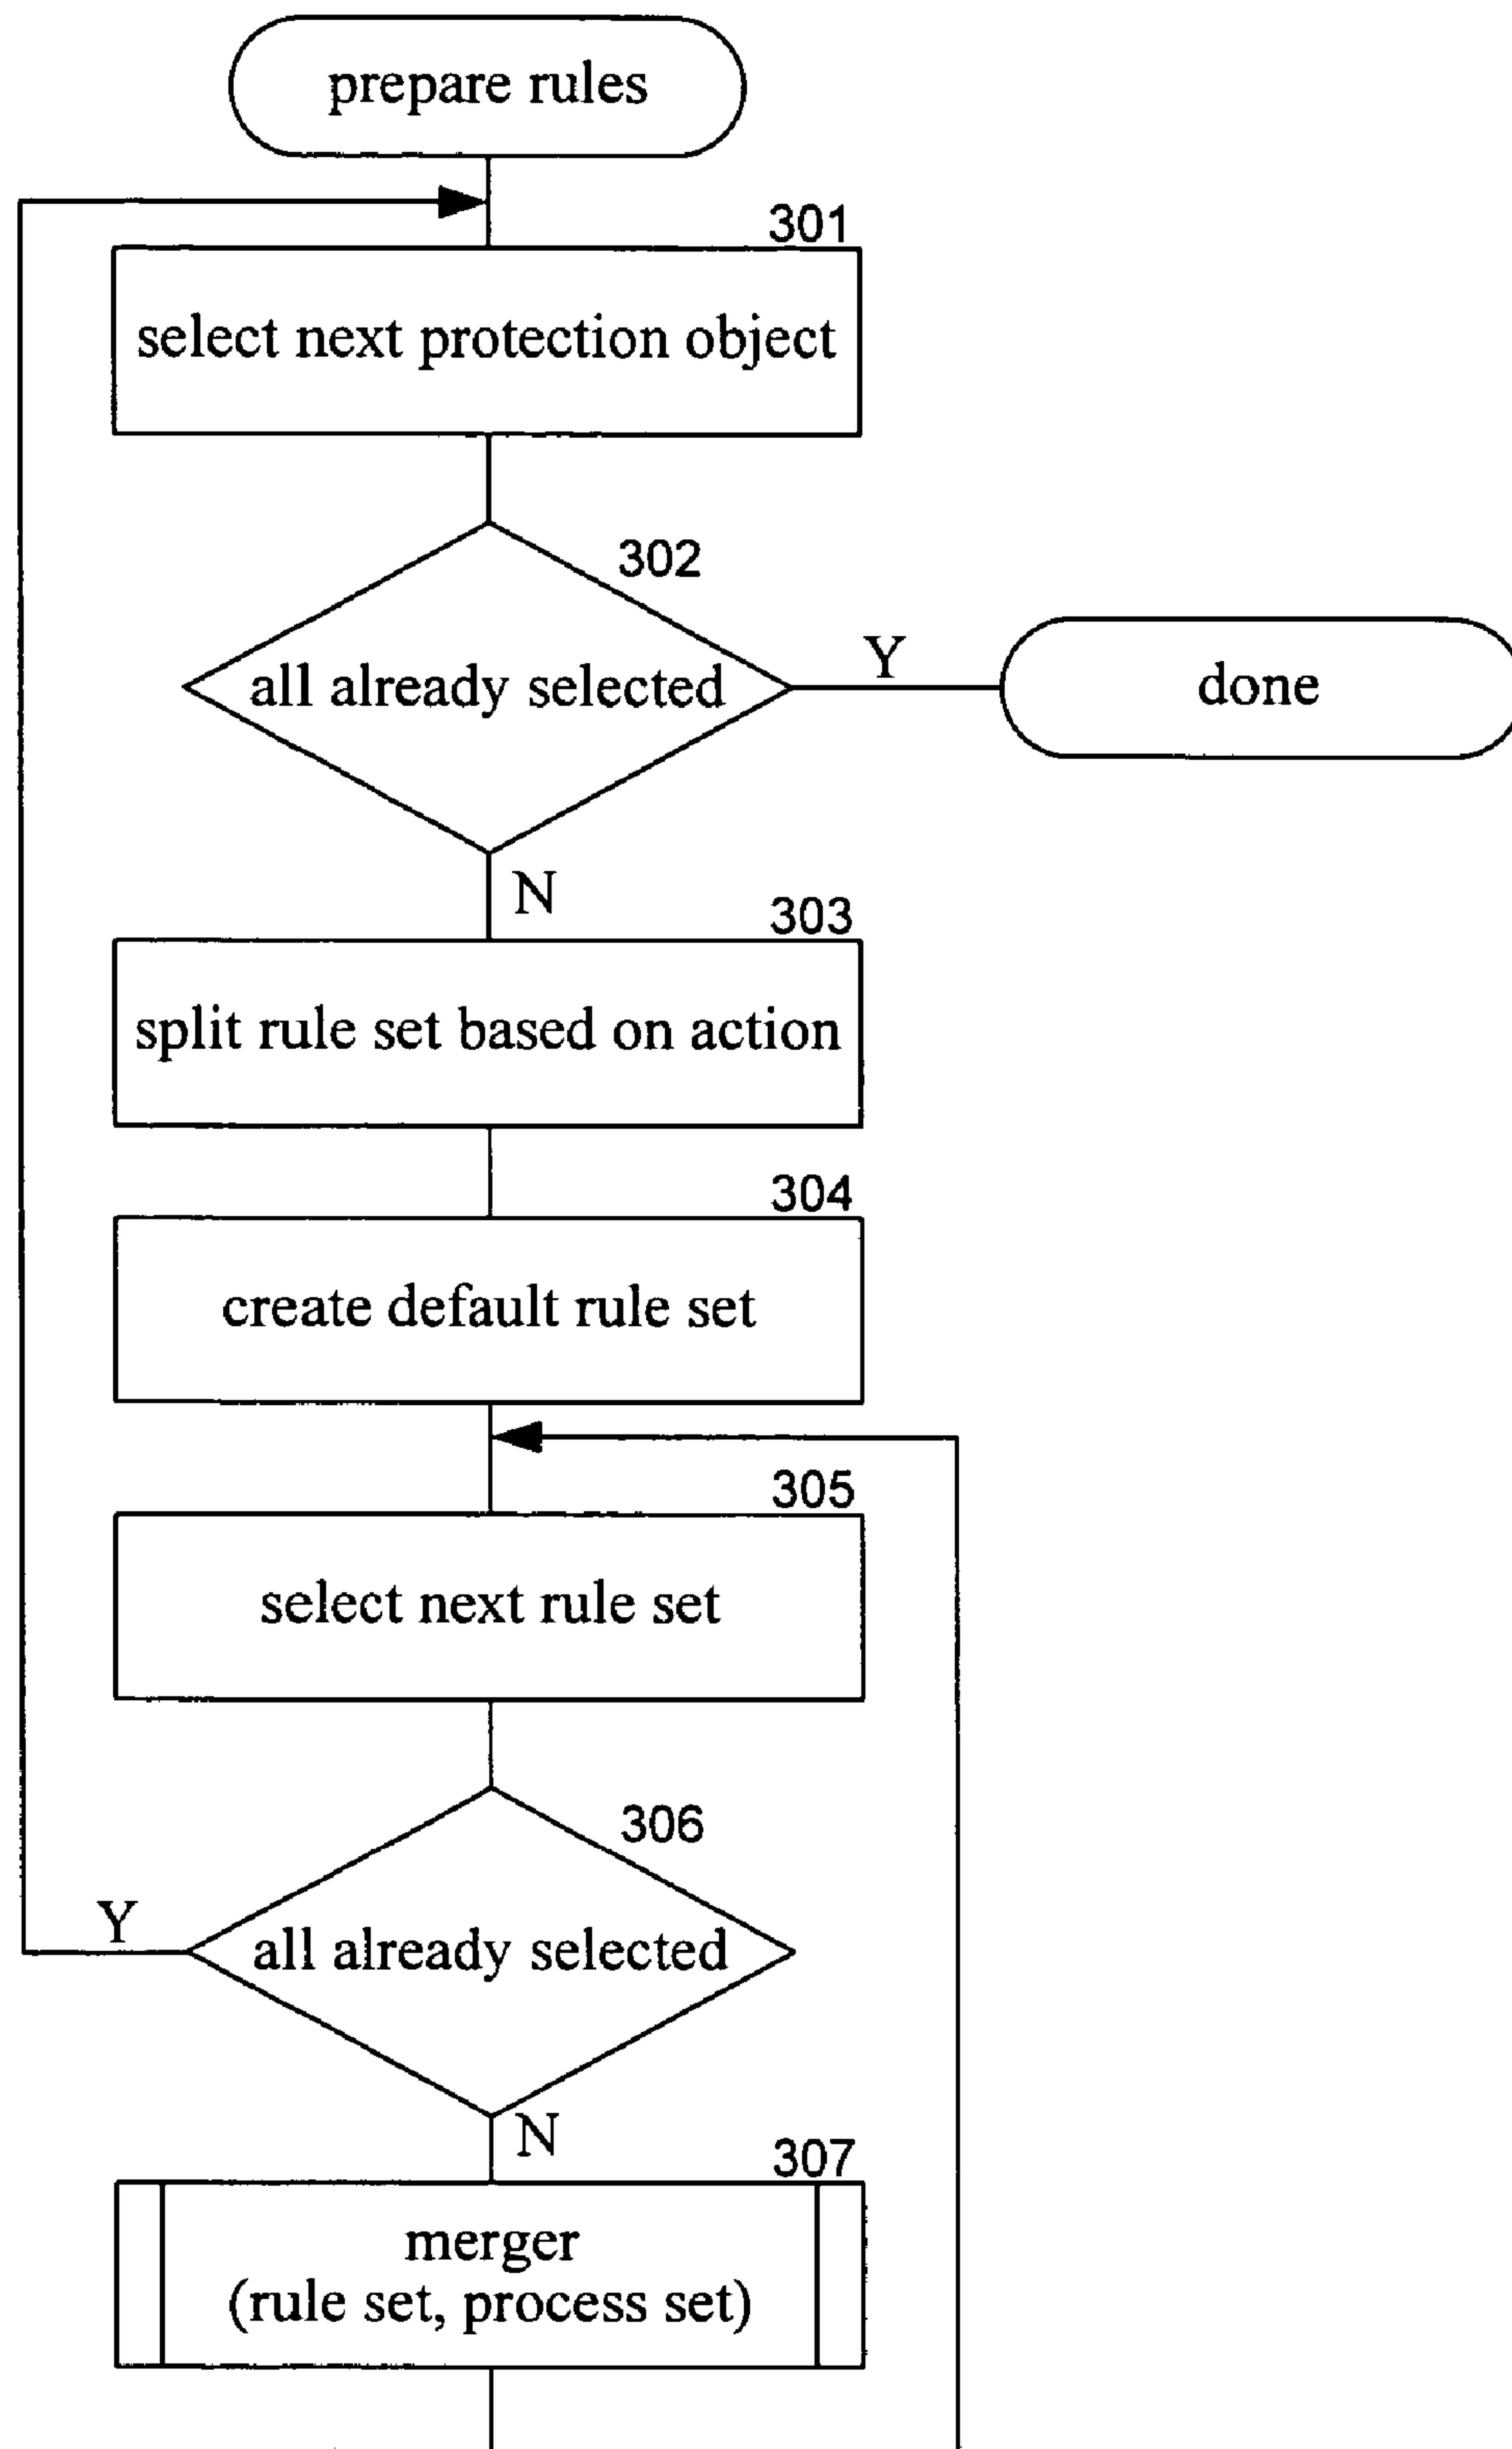 prepare rules
301
select next protection object
302
all already selected
Y
done
N
303
split rule set based on action
304
create default rule set
305
select next rule set
306
Y
all already selected
N
307
merger
(rule set, process set)